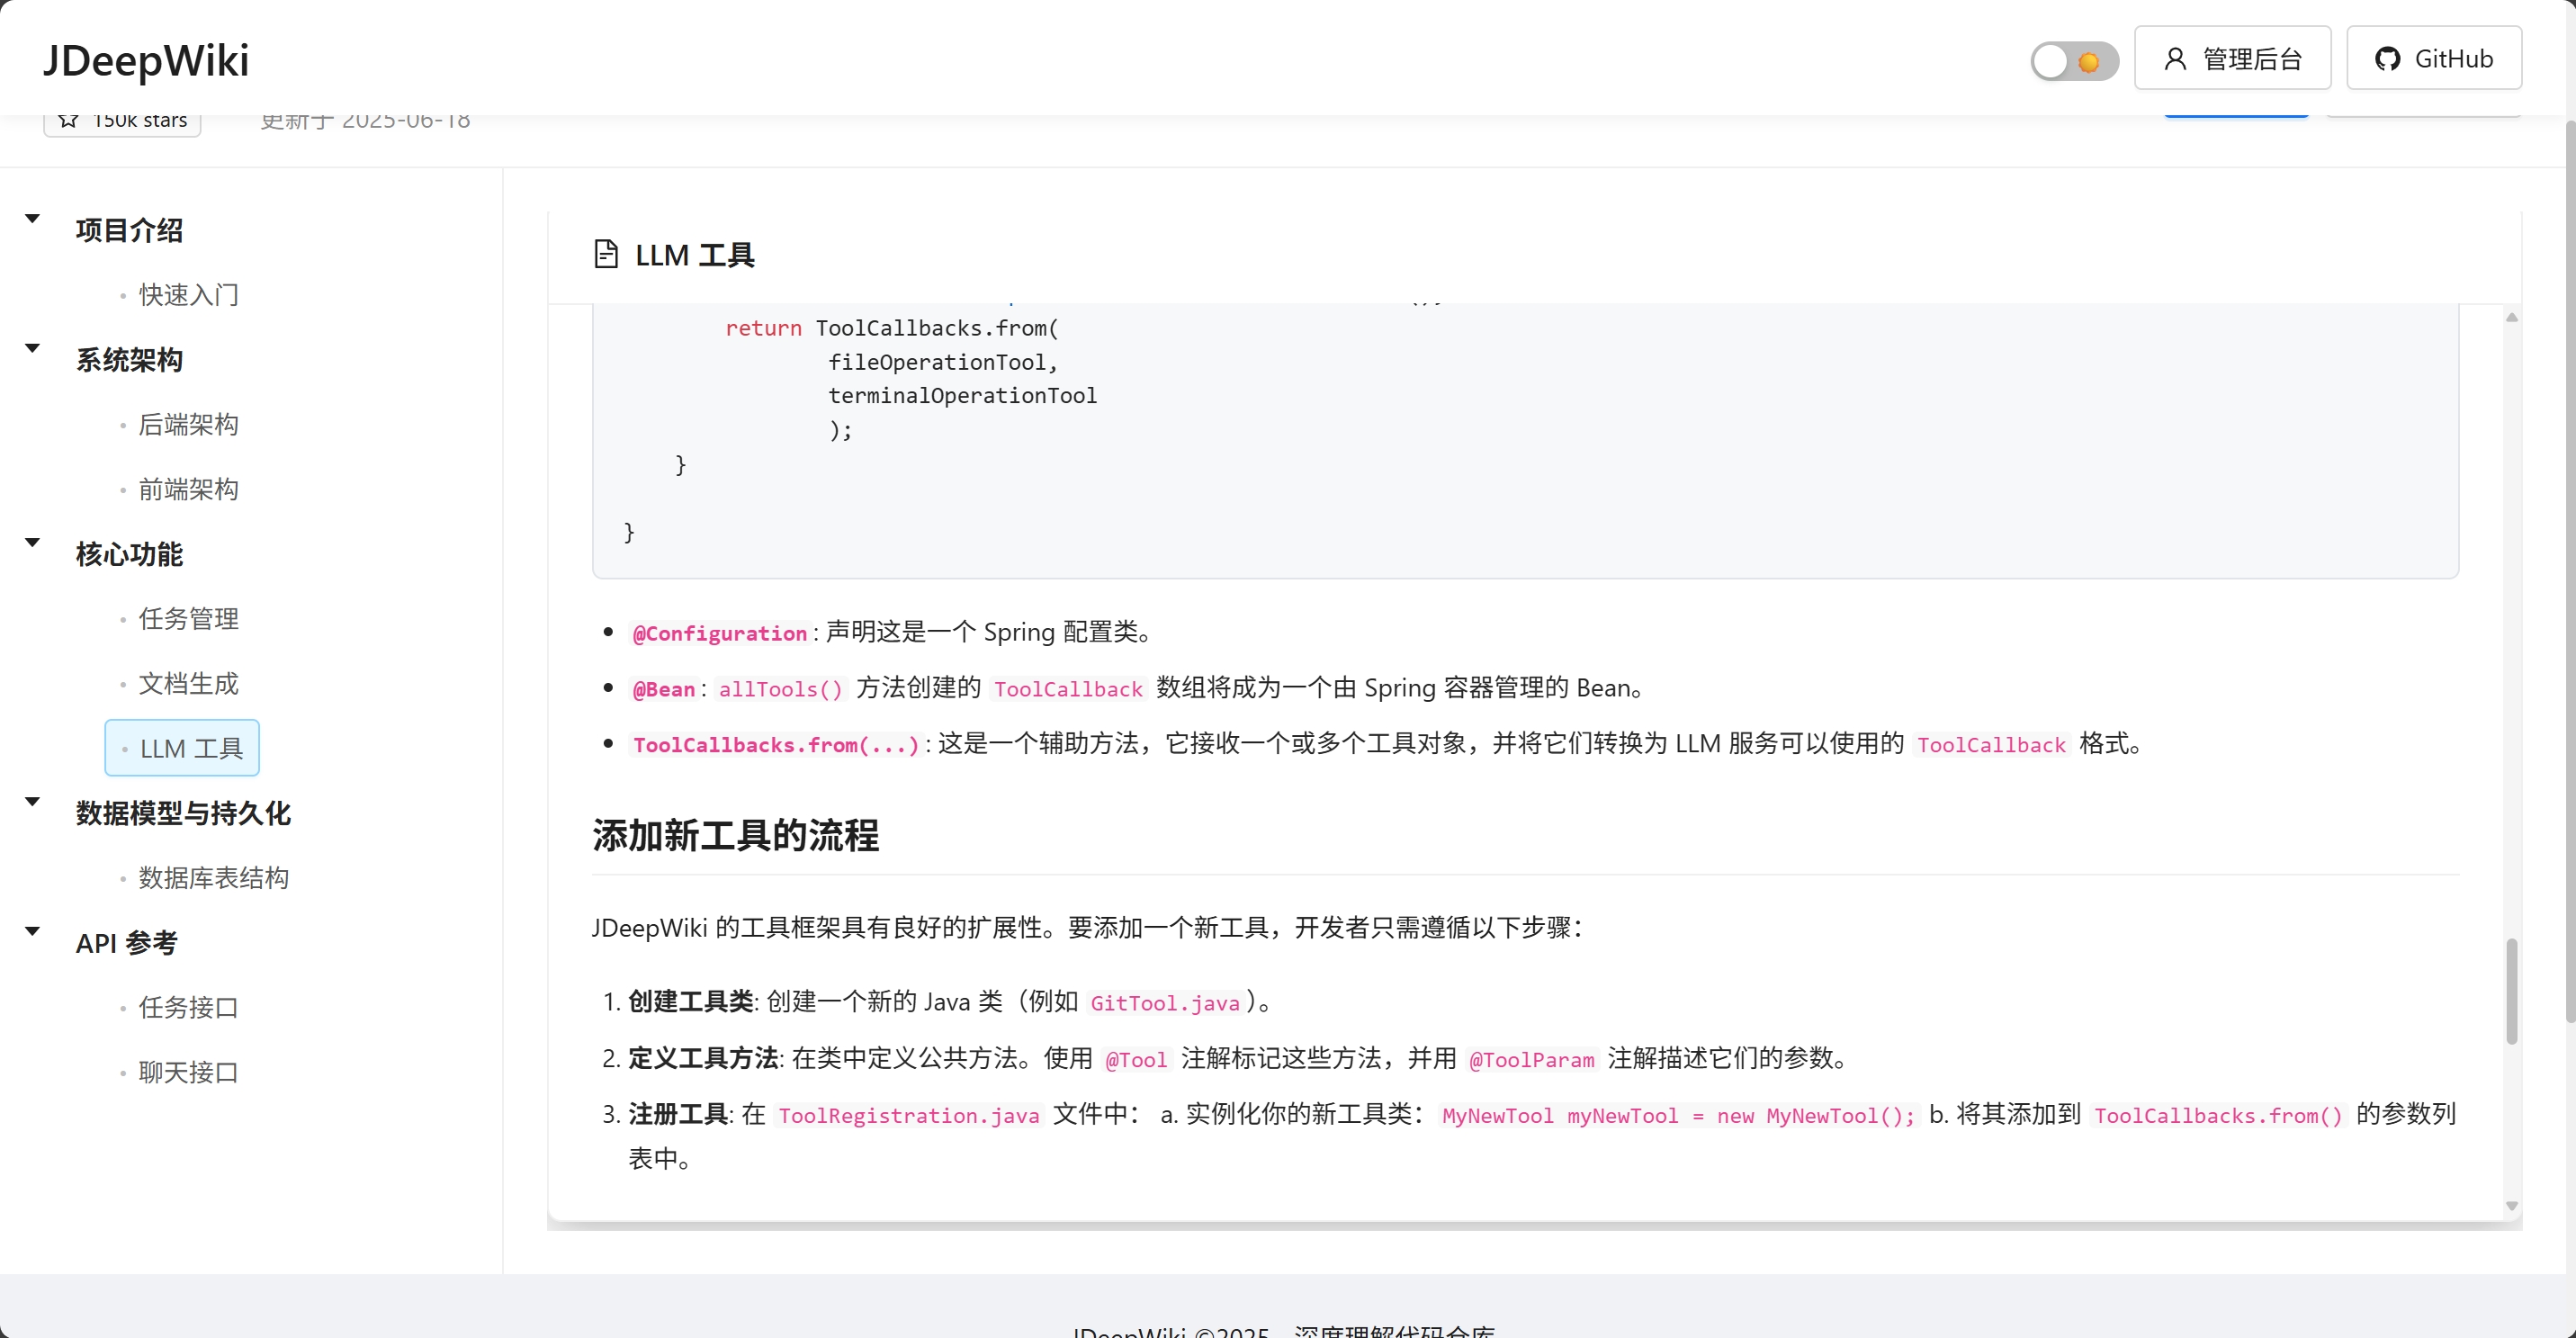 JDeepWiki
管理后台
GitHub
150k stars
更新于 2025-06-18
项目介绍
快速入门
系统架构
后端架构
前端架构
核心功能
任务管理
文档生成
LLM 工具
数据模型与持久化
数据库表结构
API 参考
任务接口
聊天接口
LLM 工具
return ToolCallbacks.from(
fileOperationTool,
terminalOperationTool
);
}
}
• @Configuration: 声明这是一个 Spring 配置类。
• @Bean: allTools() 方法创建的 ToolCallback 数组将成为一个由 Spring 容器管理的 Bean。
• ToolCallbacks.from(...): 这是一个辅助方法，它接收一个或多个工具对象，并将它们转换为 LLM 服务可以使用的 ToolCallback 格式。
添加新工具的流程
JDeepWiki 的工具框架具有良好的扩展性。要添加一个新工具，开发者只需遵循以下步骤：
1. 创建工具类: 创建一个新的 Java 类（例如 GitTool.java）。
2. 定义工具方法: 在类中定义公共方法。使用 @Tool 注解标记这些方法，并用 @ToolParam 注解描述它们的参数。
3. 注册工具: 在 ToolRegistration.java 文件中： a. 实例化你的新工具类： MyNewTool myNewTool = new MyNewTool(); b. 将其添加到 ToolCallbacks.from() 的参数列
表中。
JDeepWiki ©2025 - 深度理解代码仓库